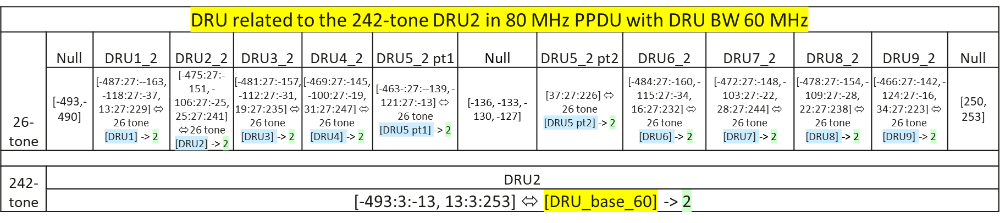 DRU related to the 242-tone DRU2 in 80 MHz PPDU with DRU BW 60 MHz
26-
tone
Null
[-493,-
490]
DRU1_2
[-487:27:--163,
-118:27:-37,
13:27:229] ⬄
26 tone
[DRU1] -> 2
DRU2_2
[-475:27:-
151, -
106:27:-25,
25:27:241]
⬄26 tone
[DRU2] -> 2
DRU3_2
[-481:27:-157,
-112:27:-31,
19:27:235] ⬄
26 tone
[DRU3] -> 2
DRU4_2
[-469:27:-145,
-100:27:-19,
31:27:247] ⬄
26 tone
[DRU4] -> 2
DRU5_2 pt1
[-463-:27:--139, -
121:27:-13] ⬄
26 tone
[DRU5 pt1] -> 2
Null
[-136, -133, -
130, -127]
DRU5_2 pt2
[37:27:226] ⬄
26 tone
[DRU5 pt2] -> 2
DRU6_2
[-484:27:-160, -
115:27:-34,
16:27:232] ⬄
26 tone
[DRU6] -> 2
DRU7_2
[-472:27:-148, -
103:27:-22,
28:27:244] ⬄
26 tone
[DRU7] -> 2
DRU8_2
[-478:27:-154, -
109:27:-28,
22:27:238] ⬄
26 tone
[DRU8] -> 2
DRU9_2
[-466:27:-142, -
124:27:-16,
34:27:223] ⬄
26 tone
[DRU9] -> 2
Null
[250,
253]
242-
tone
DRU2
[-493:3:-13, 13:3:253] ⬄ [DRU_base_60] -> 2